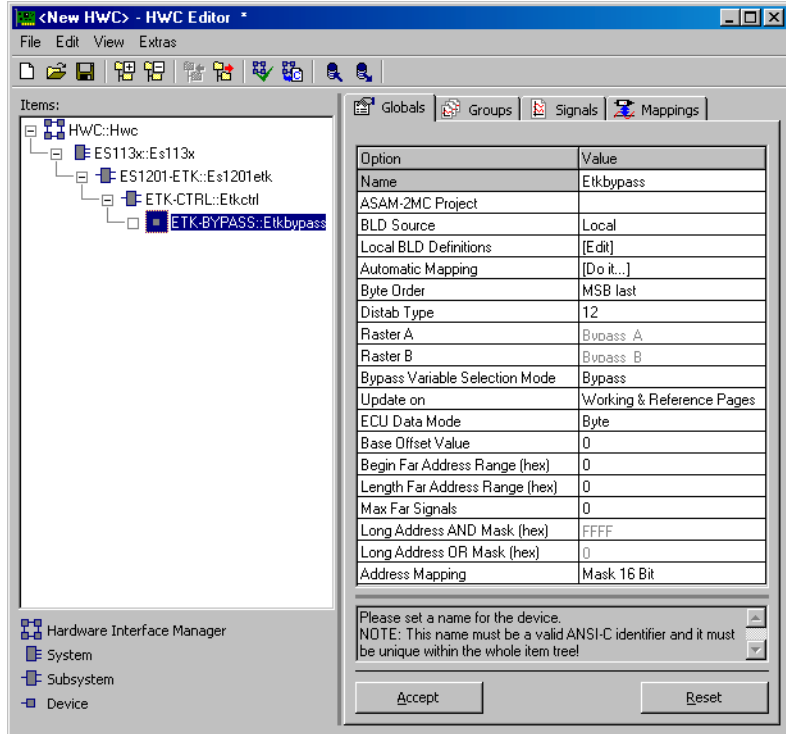 <New HWC> - HWC Editor *
File Edit View Extras
Items:
HWC::Hwc
ES113x::Es113x
ES1201-ETK::Es1201etk
ETK-CTRL::Etkctrl
ETK-BYPASS::Etkbypass
Hardware Interface Manager
System
Subsystem
Device
Globals Groups Signals Mappings
Option Value
Name Etkbypass
ASAM-2MC Project
BLD Source Local
Local BLD Definitions [Edit]
Automatic Mapping [Do it...]
Byte Order MSB last
Distab Type 12
Raster A Bypass_A
Raster B Bypass_B
Bypass Variable Selection Mode Bypass
Update on Working & Reference Pages
ECU Data Mode Byte
Base Offset Value 0
Begin Far Address Range (hex) 0
Length Far Address Range (hex) 0
Max Far Signals 0
Long Address AND Mask (hex) FFFF
Long Address OR Mask (hex) 0
Address Mapping Mask 16 Bit
Please set a name for the device.
NOTE: This name must be a valid ANSI-C identifier and it must
be unique within the whole item tree!
Accept Reset